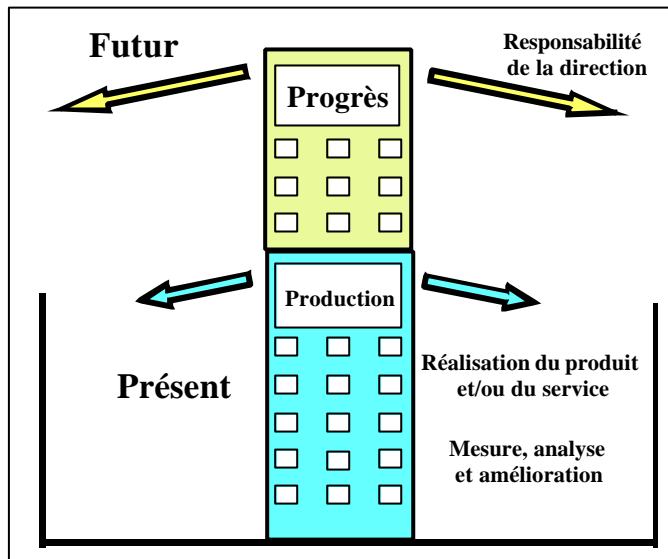 Futur
Responsabilité
de la direction
Progrès
Production
Présent
Réalisation du produit
et/ou du service
Mesure, analyse
et amélioration